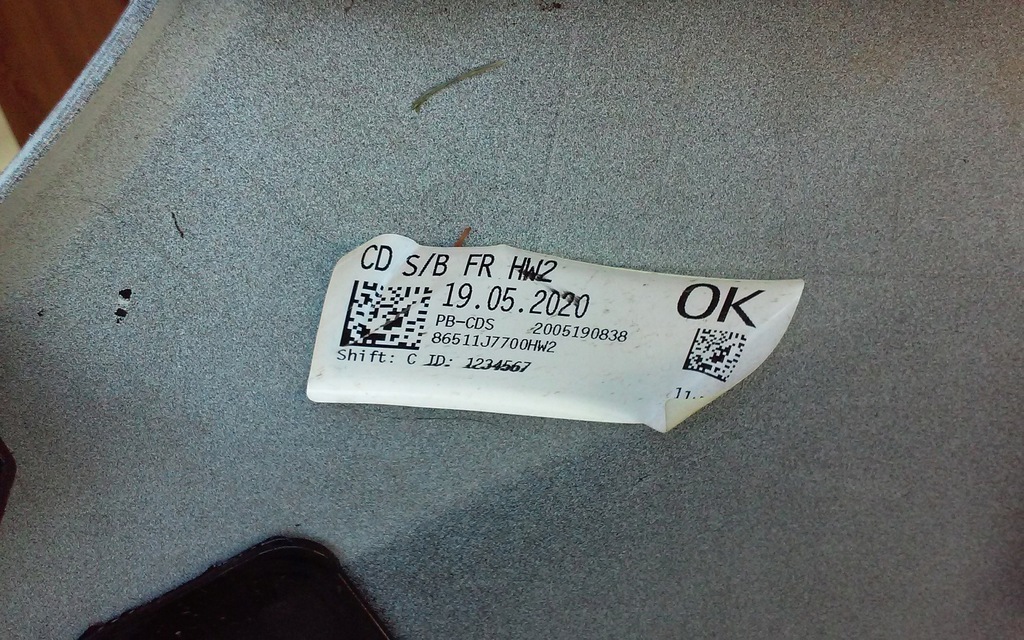 CD S/B FR HW2
19.05.2020
PB-CDS 2005190838
86511J7700HW2
Shift: C ID: 1234567
OK